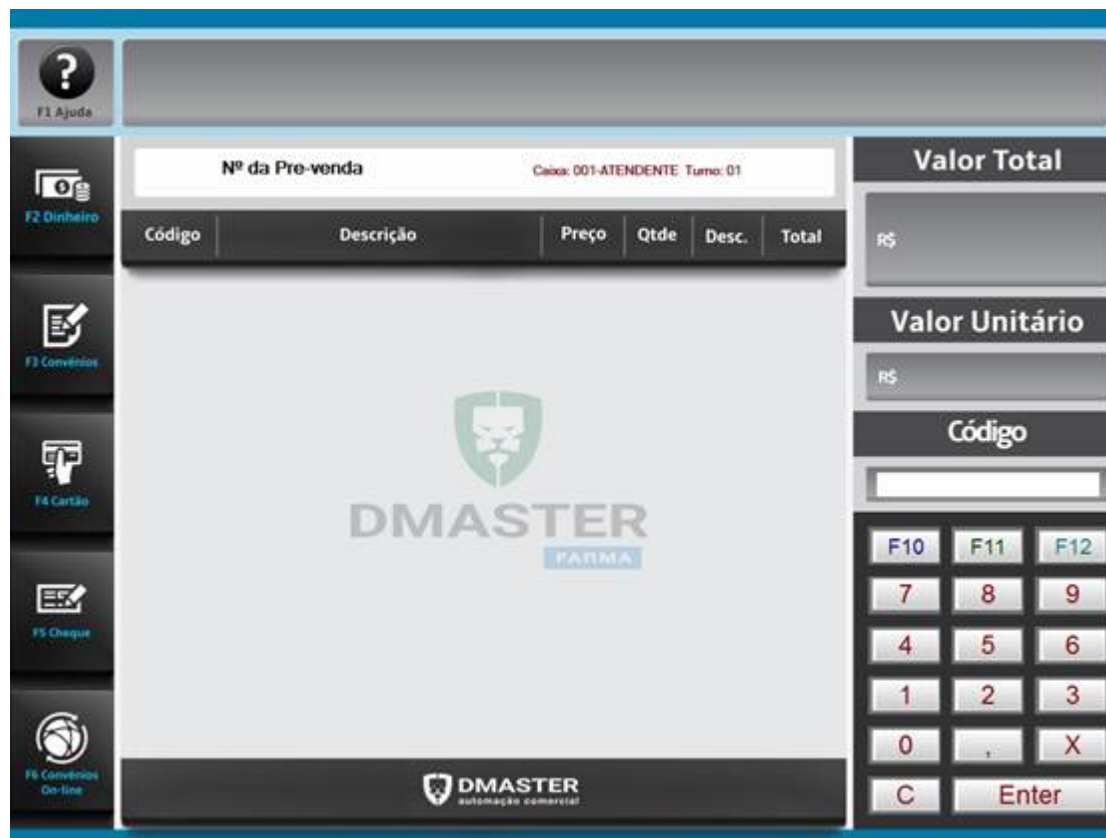 ?
F1 Ajuda
F2 Dinheiro
F3 Convênios
F4 Cartão
F5 Cheque
F6 Convênios
On-line
Nº da Pre-venda
Caixa: 001-ATENDENTE Turno: 01
Código Descrição Preço Qtde Desc. Total
DMASTER
FARMA
DMASTER
automação comercial
Valor Total
R$
Valor Unitário
R$
Código
F10 F11 F12
7 8 9
4 5 6
1 2 3
0 , X
C Enter